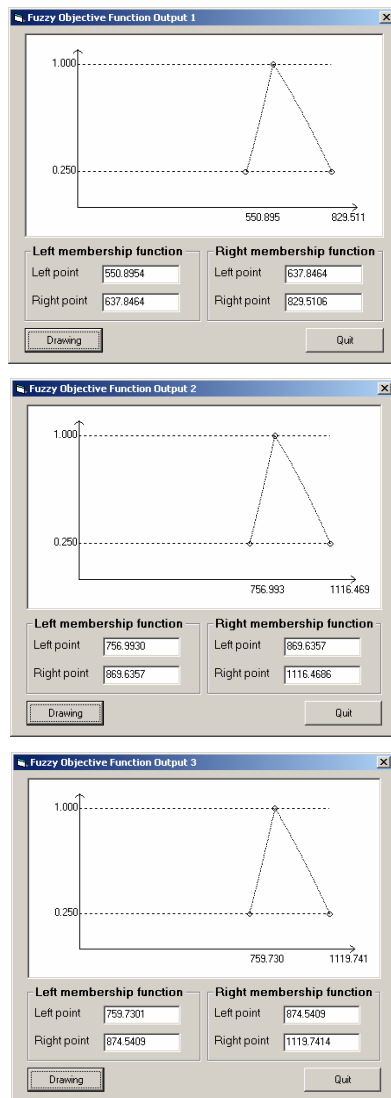 Fuzzy Objective Function Output 1
1.000
0.250
550.895 829.511
Left membership function Right membership function
Left point 550.8954 Left point 637.8464
Right point 637.8464 Right point 829.5106
Drawing Quit
Fuzzy Objective Function Output 2
1.000
0.250
756.993 1116.469
Left membership function Right membership function
Left point 756.9930 Left point 869.6357
Right point 869.6357 Right point 1116.4686
Drawing Quit
Fuzzy Objective Function Output 3
1.000
0.250
759.730 1119.741
Left membership function Right membership function
Left point 759.7301 Left point 874.5409
Right point 874.5409 Right point 1119.7414
Drawing Quit